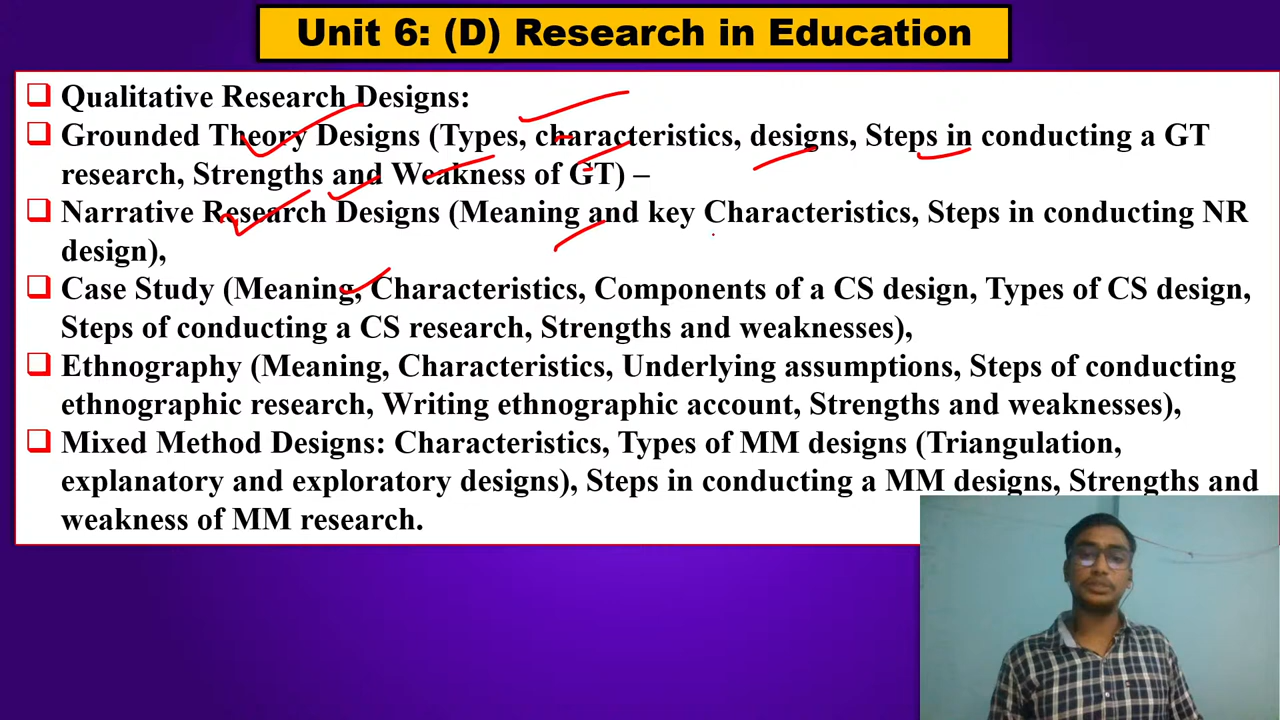 Unit 6: (D) Research in Education
Qualitative Research Designs:
Grounded Theory Designs (Types, characteristics, designs, Steps in conducting a GT
research, Strengths and Weakness of GT) –
Narrative Research Designs (Meaning and key Characteristics, Steps in conducting NR
design),
Case Study (Meaning, Characteristics, Components of a CS design, Types of CS design,
Steps of conducting a CS research, Strengths and weaknesses),
Ethnography (Meaning, Characteristics, Underlying assumptions, Steps of conducting
ethnographic research, Writing ethnographic account, Strengths and weaknesses),
Mixed Method Designs: Characteristics, Types of MM designs (Triangulation,
explanatory and exploratory designs), Steps in conducting a MM designs, Strengths and
weakness of MM research.